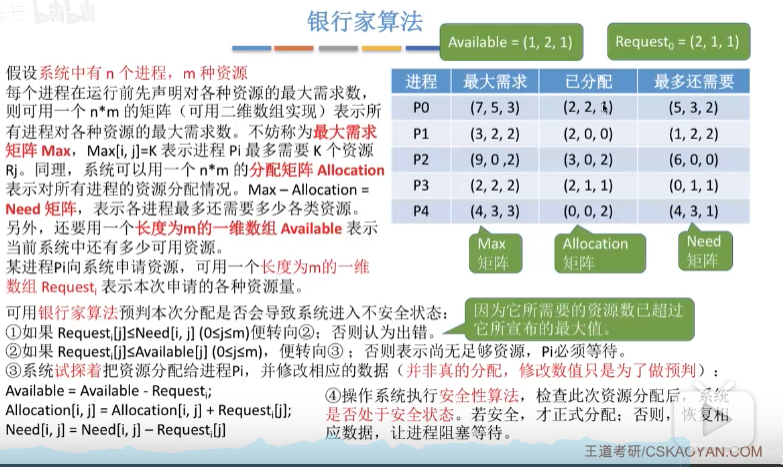 银行家算法
Available = (1, 2, 1)
Request₀ = (2, 1, 1)
假设系统中有 n 个进程，m 种资源
每个进程在运行前先声明对各种资源的最大需求数，
则可用一个 n*m 的矩阵（可用二维数组实现）表示所
有进程对各种资源的最大需求数。不妨称为最大需求
矩阵 Max，Max[i, j]=K 表示进程 Pi 最多需要 K 个资源
Rj。同理，系统可以用一个 n*m 的分配矩阵 Allocation
表示对所有进程的资源分配情况。Max – Allocation =
Need 矩阵，表示各进程最多还需要多少各类资源。
另外，还要用一个长度为m的一维数组 Available 表示
当前系统中还有多少可用资源。
某进程Pi向系统申请资源，可用一个长度为m的一维
数组 Requestᵢ 表示本次申请的各种资源量。
进程 最大需求 已分配 最多还需要
P0 (7, 5, 3) (2, 2, 1) (5, 3, 2)
P1 (3, 2, 2) (2, 0, 0) (1, 2, 2)
P2 (9, 0 ,2) (3, 0, 2) (6, 0, 0)
P3 (2, 2, 2) (2, 1, 1) (0, 1, 1)
P4 (4, 3, 3) (0, 0, 2) (4, 3, 1)
Max
矩阵
Allocation
矩阵
Need
矩阵
可用银行家算法预判本次分配是否会导致系统进入不安全状态：
①如果 Requestᵢ[j]≤Need[i, j] (0≤j≤m)便转向②；否则认为出错。
因为它所需要的资源数已超过
它所宣布的最大值。
②如果 Requestᵢ[j]≤Available[j] (0≤j≤m)，便转向③；否则表示尚无足够资源，Pi必须等待。
③系统试探着把资源分配给进程Pi，并修改相应的数据（并非真的分配，修改数值只是为了做预判）：
Available = Available - Requestᵢ;
Allocation[i, j] = Allocation[i, j] + Requestᵢ[j];
Need[i, j] = Need[i, j] – Requestᵢ[j]
④操作系统执行安全性算法，检查此次资源分配后，系统
是否处于安全状态。若安全，才正式分配；否则，恢复相
应数据，让进程阻塞等待。
王道考研/CSKAOYAN.COM